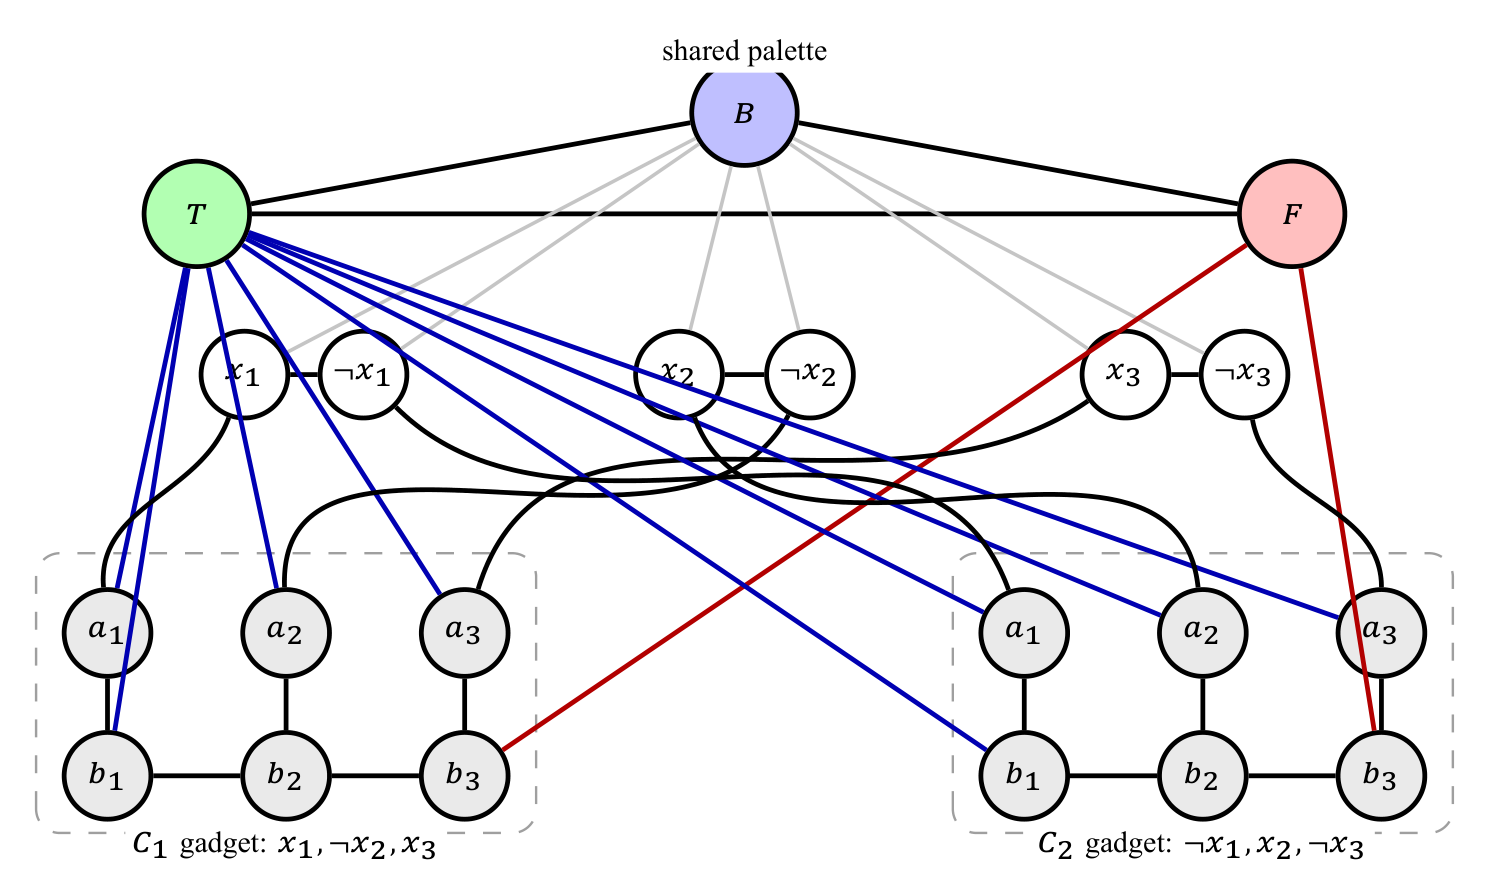 shared palette
B
T
F
x₁ ¬x₁ x₂ ¬x₂ x₃ ¬x₃
a₁ a₂ a₃ a₁ a₂ a₃
b₁ b₂ b₃ b₁ b₂ b₃
C₁ gadget: x₁, ¬x₂, x₃
C₂ gadget: ¬x₁, x₂, ¬x₃